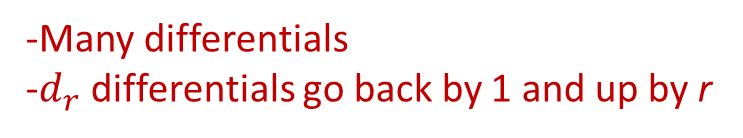 -Many differentials
-$d_r$ differentials go back by 1 and up by r